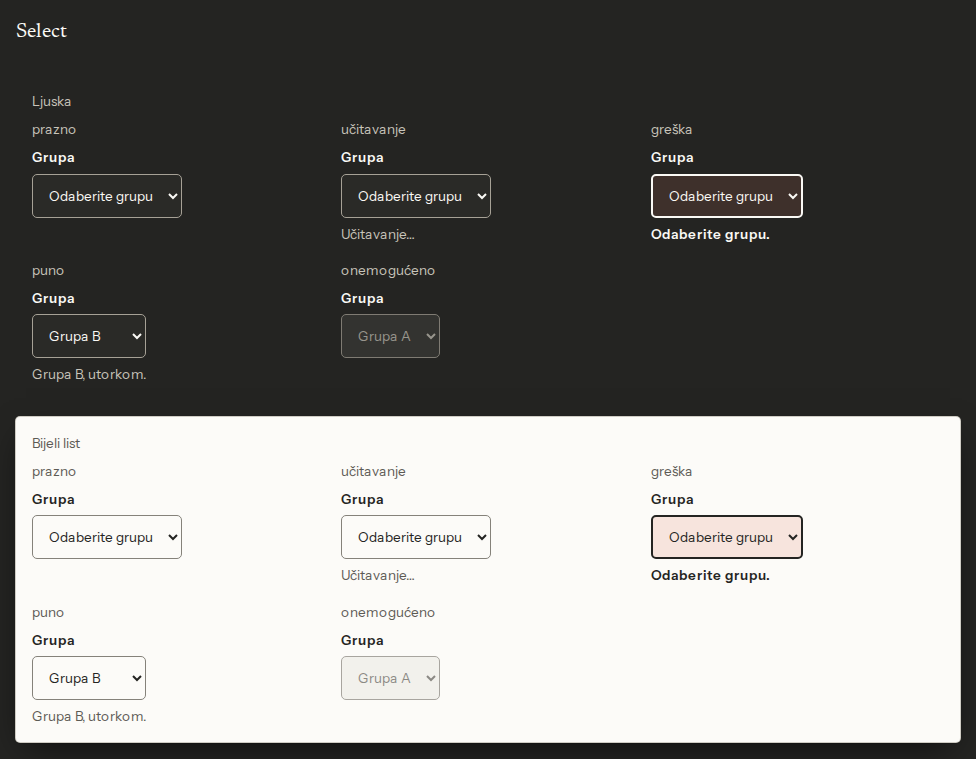 Select
Ljuska
prazno
učitavanje
greška
Grupa
Grupa
Grupa
Odaberite grupu
Odaberite grupu
Odaberite grupu
Učitavanje…
Odaberite grupu.
puno
onemogućeno
Grupa
Grupa
Grupa B
Grupa A
Grupa B, utorkom.
Bijeli list
prazno
učitavanje
greška
Grupa
Grupa
Grupa
Odaberite grupu
Odaberite grupu
Odaberite grupu
Učitavanje…
Odaberite grupu.
puno
onemogućeno
Grupa
Grupa
Grupa B
Grupa A
Grupa B, utorkom.